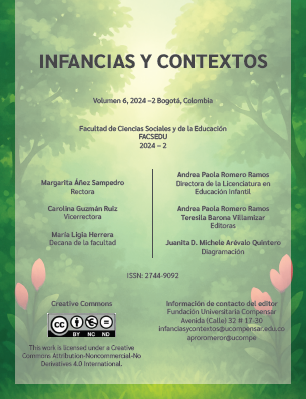 INFANCIAS Y CONTEXTOS
Volumen 6, 2024 –2 Bogotá, Colombia
Facultad de Ciencias Sociales y de la Educación
FACSEDU
2024 – 2
Margarita Áñez Sampedro
Rectora
Carolina Guzmán Ruiz
Vicerrectora
María Ligia Herrera
Decana de la facultad
Andrea Paola Romero Ramos
Directora de la Licenciatura en
Educación Infantil
Andrea Paola Romero Ramos
Teresita Barona Villamizar
Editoras
Juanita D. Michele Arévalo Quintero
Diagramación
ISSN: 2744-9092
Creative Commons
CC BY NC ND
This work is licensed under a Creative
Commons Attribution-Noncommercial-No
Derivatives 4.0 International.
Información de contacto del editor
Fundación Universitaria Compensar
Avenida (Calle) 32 # 17.30
infanciasycontextos@ucompensar.edu.co
apromeror@ucompe